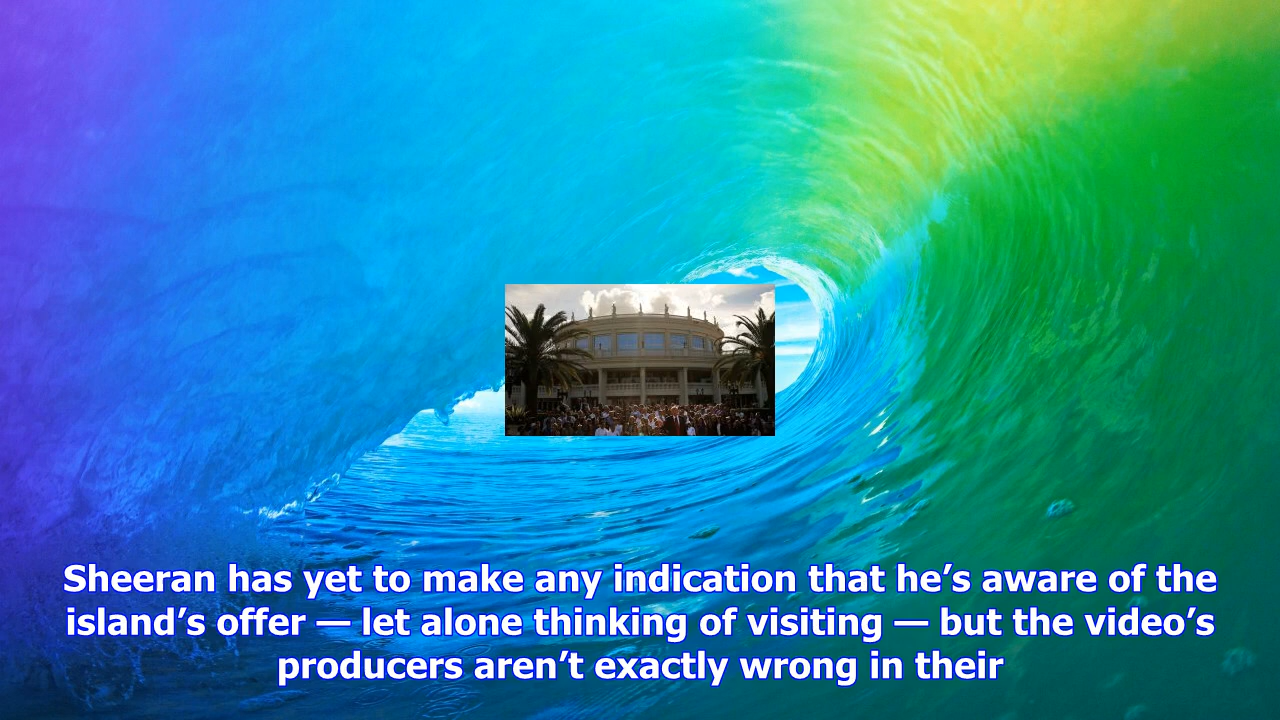 Sheeran has yet to make any indication that he’s aware of the
island’s offer — let alone thinking of visiting — but the video’s
producers aren’t exactly wrong in their